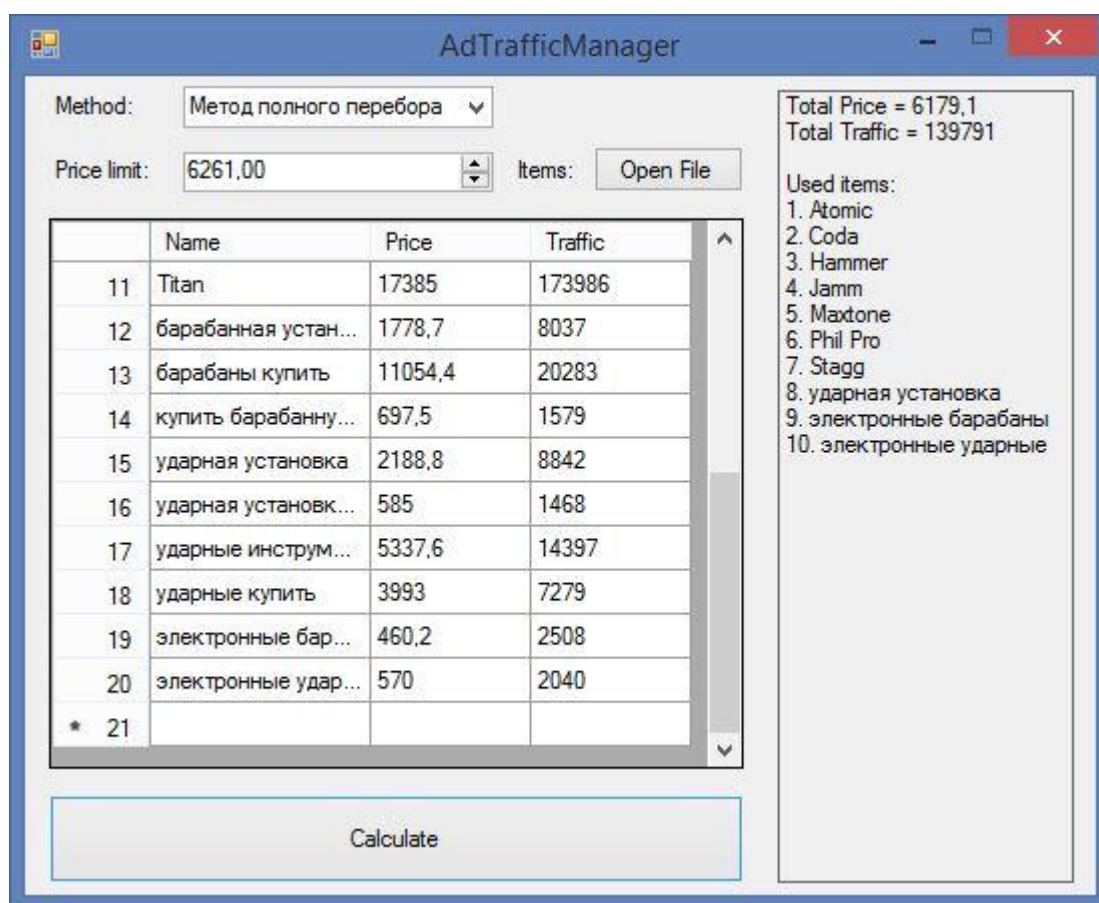 AdTrafficManager
Method: Метод полного перебора
Price limit: 6261,00 Items: Open File
Name Price Traffic
11 Titan 17385 173986
12 барабанная устан... 1778,7 8037
13 барабаны купить 11054,4 20283
14 купить барабанну... 697,5 1579
15 ударная установка 2188,8 8842
16 ударная установк... 585 1468
17 ударные инструм... 5337,6 14397
18 ударные купить 3993 7279
19 электронные бар... 460,2 2508
20 электронные удар... 570 2040
* 21
Calculate
Total Price = 6179,1
Total Traffic = 139791
Used items:
1. Atomic
2. Coda
3. Hammer
4. Jamm
5. Maxtone
6. Phil Pro
7. Stagg
8. ударная установка
9. электронные барабаны
10. электронные ударные